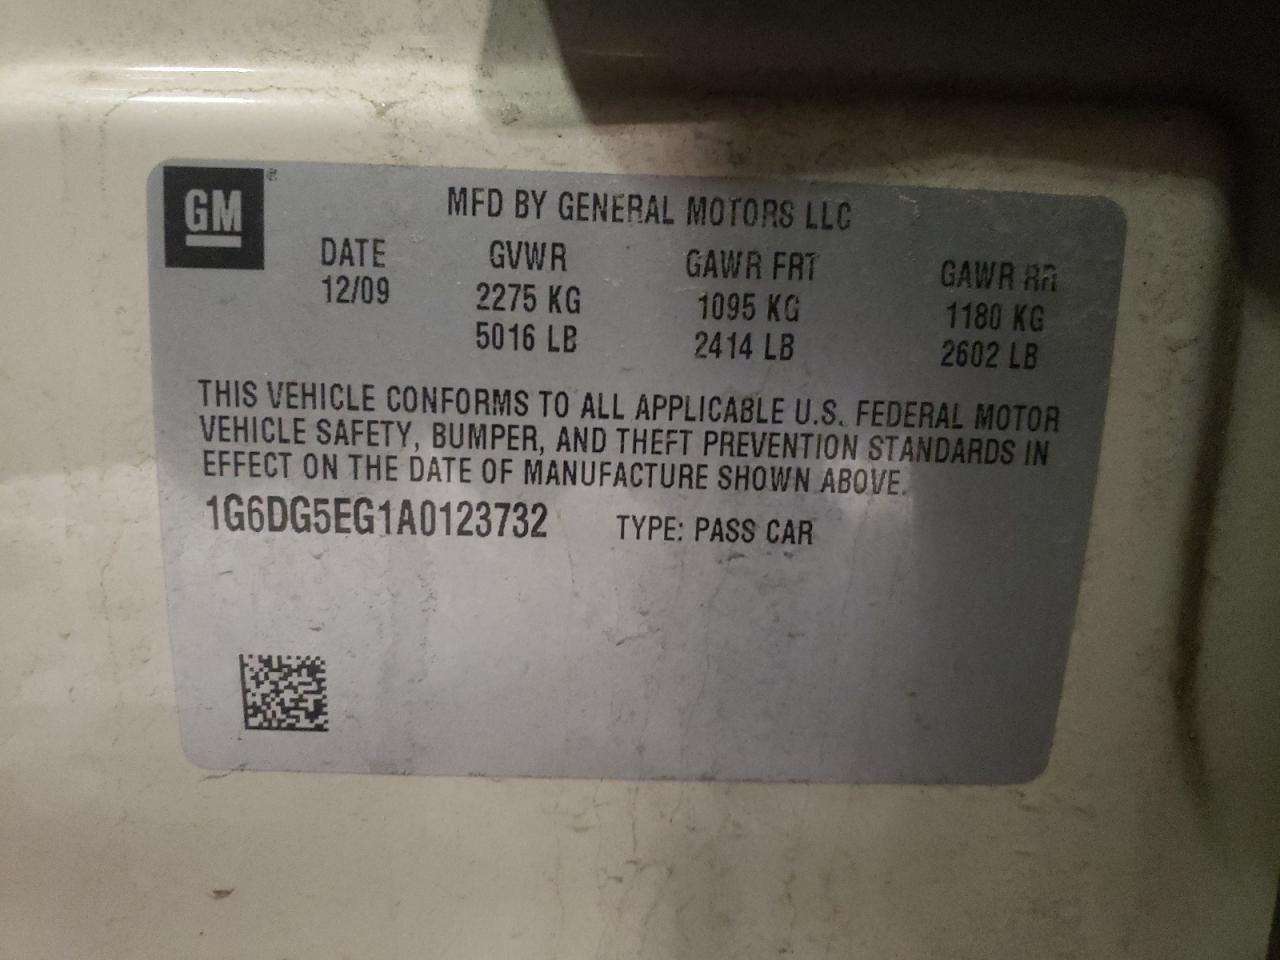 GM®
MFD BY GENERAL MOTORS LLC
DATE GVWR GAWR FRT GAWR RR
12/09 2275 KG 1095 KG 1180 KG
5016 LB 2414 LB 2602 LB
THIS VEHICLE CONFORMS TO ALL APPLICABLE U.S. FEDERAL MOTOR
VEHICLE SAFETY, BUMPER, AND THEFT PREVENTION STANDARDS IN
EFFECT ON THE DATE OF MANUFACTURE SHOWN ABOVE.
1G6DG5EG1A0123732 TYPE: PASS CAR